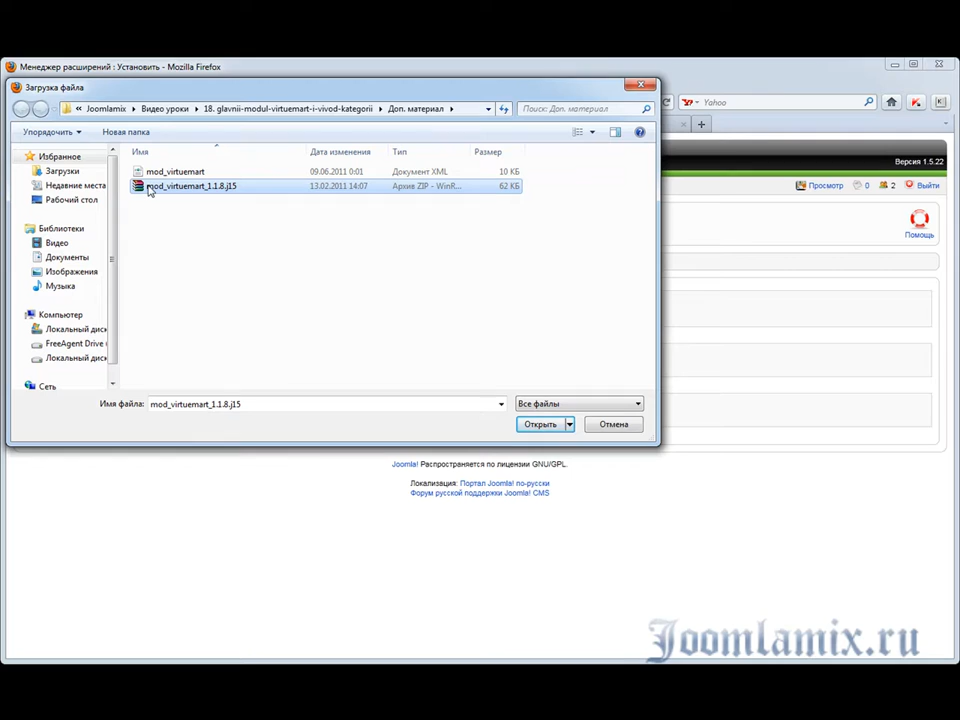 Менеджер расширений : Установить - Mozilla Firefox
Загрузка файла
« Joomlamix Видео уроки 18. glavnii-modul-virtuemart-i-vivod-kategorii Доп. материал Поиск: Доп. материал
Yahoo
Упорядочить Новая папка
Избранное
Загрузки
Недавние места
Рабочий стол
Библиотеки
Видео
Документы
Изображения
Музыка
Компьютер
Локальный диск
FreeAgent Drive
Локальный диск
Сеть
Имя Дата изменения Тип Размер
mod_virtuemart 09.06.2011 0:01 Документ XML 10 КБ
mod_virtuemart_1.1.8.j15 13.02.2011 14:07 Архив ZIP - WinR... 62 КБ
Имя файла: mod_virtuemart_1.1.8.j15 Все файлы
Открыть Отмена
Версия 1.5.22
Просмотр 0 2 Выйти
Помощь
Joomla! Распространяется по лицензии GNU/GPL.
Локализация: Портал Joomla! по-русски
Форум русской поддержки Joomla! CMS
Joomlamix.ru